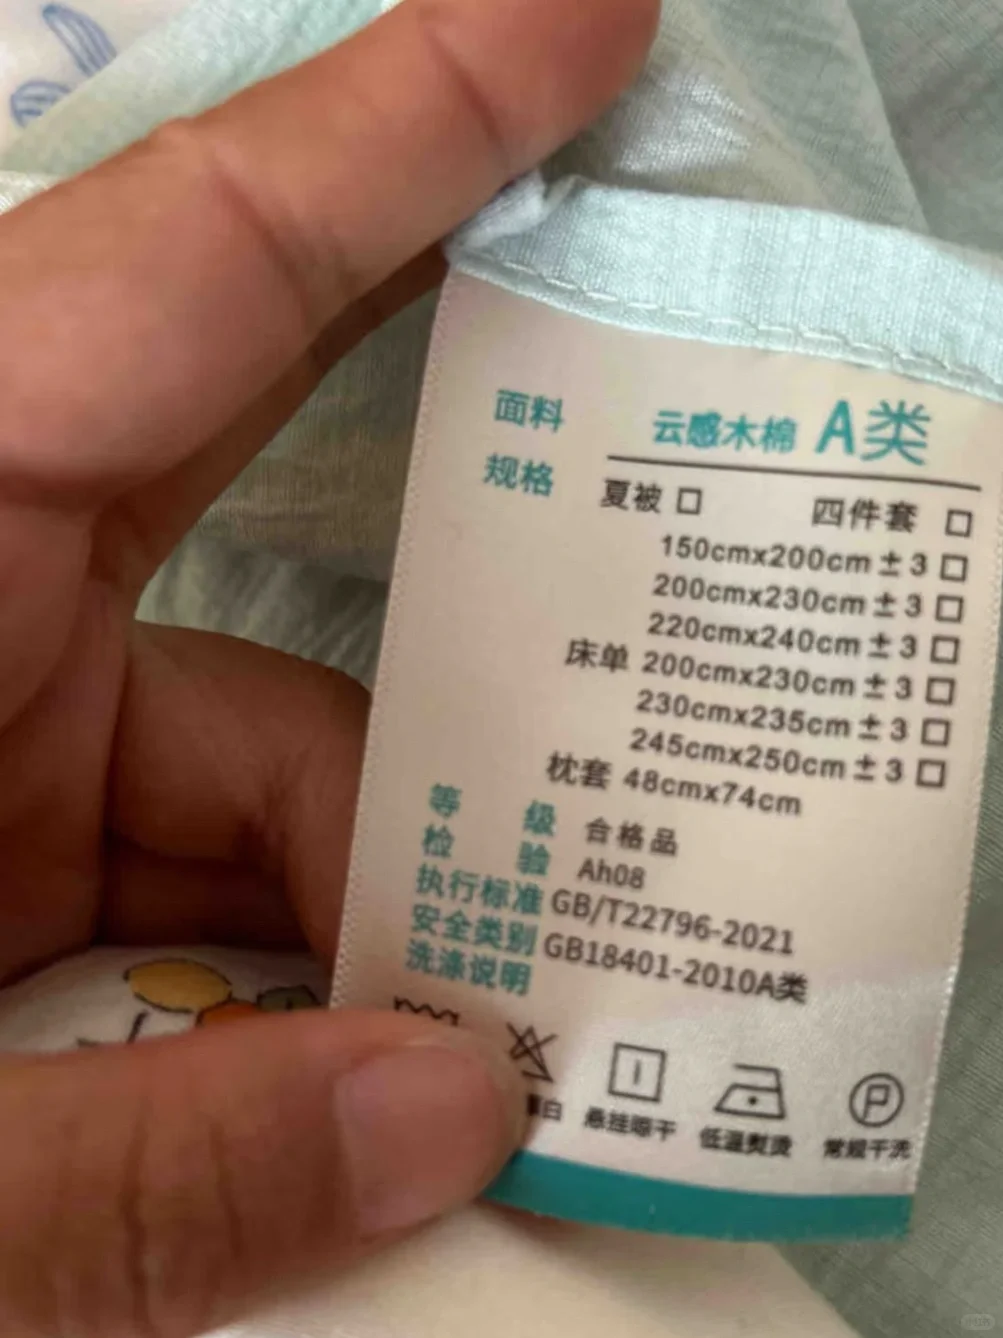 面料 云感木棉 A类
规格 夏被 □ 四件套 □
150cmx200cm±3 □
200cmx230cm±3 □
220cmx240cm±3 □
床单 200cmx230cm±3 □
230cmx235cm±3 □
245cmx250cm±3 □
枕套 48cmx74cm
等级 合格品
检验 Ah08
执行标准 GB/T22796-2021
安全类别 GB18401-2010A类
洗涤说明
P
白 悬挂晾干 低温熨烫 常规干洗